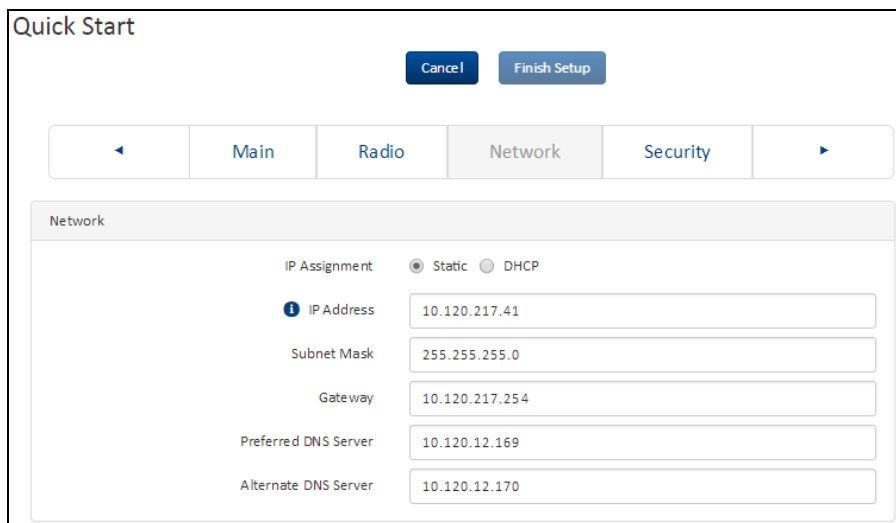 Quick Start
Cancel Finish Setup
◄ Main Radio Network Security ►
Network
IP Assignment Static DHCP
i IP Address 10.120.217.41
Subnet Mask 255.255.255.0
Gateway 10.120.217.254
Preferred DNS Server 10.120.12.169
Alternate DNS Server 10.120.12.170